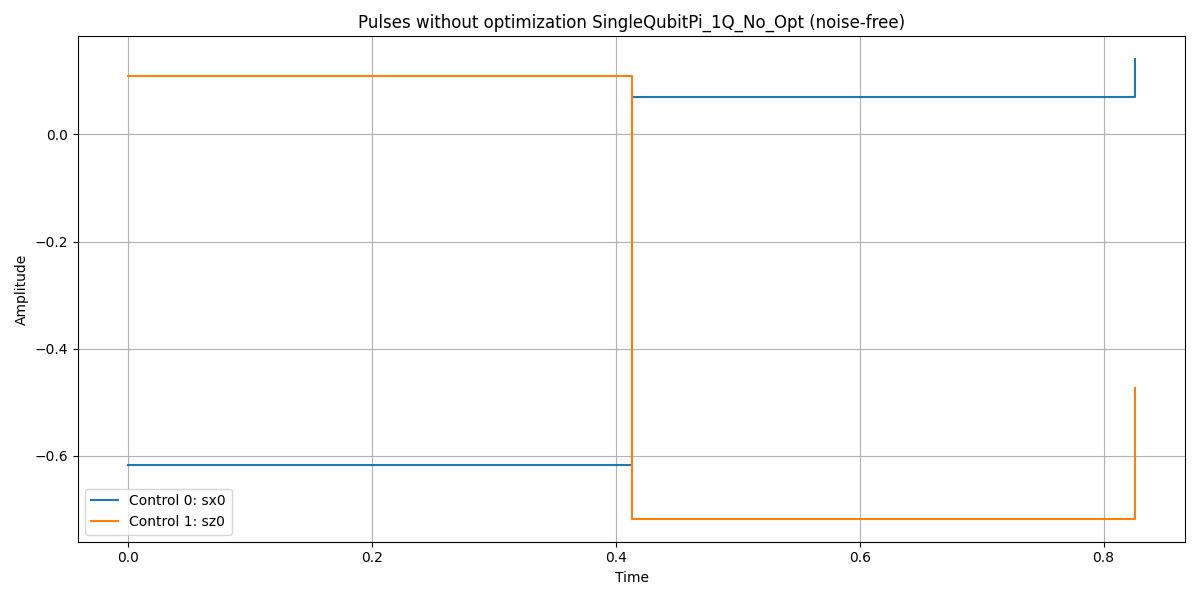 Pulses without optimization SingleQubitPi_1Q_No_Opt (noise-free)
Amplitude
0.0
−0.2
−0.4
−0.6
Control 0: sx0
Control 1: sz0
0.0 0.2 0.4 0.6 0.8
Time